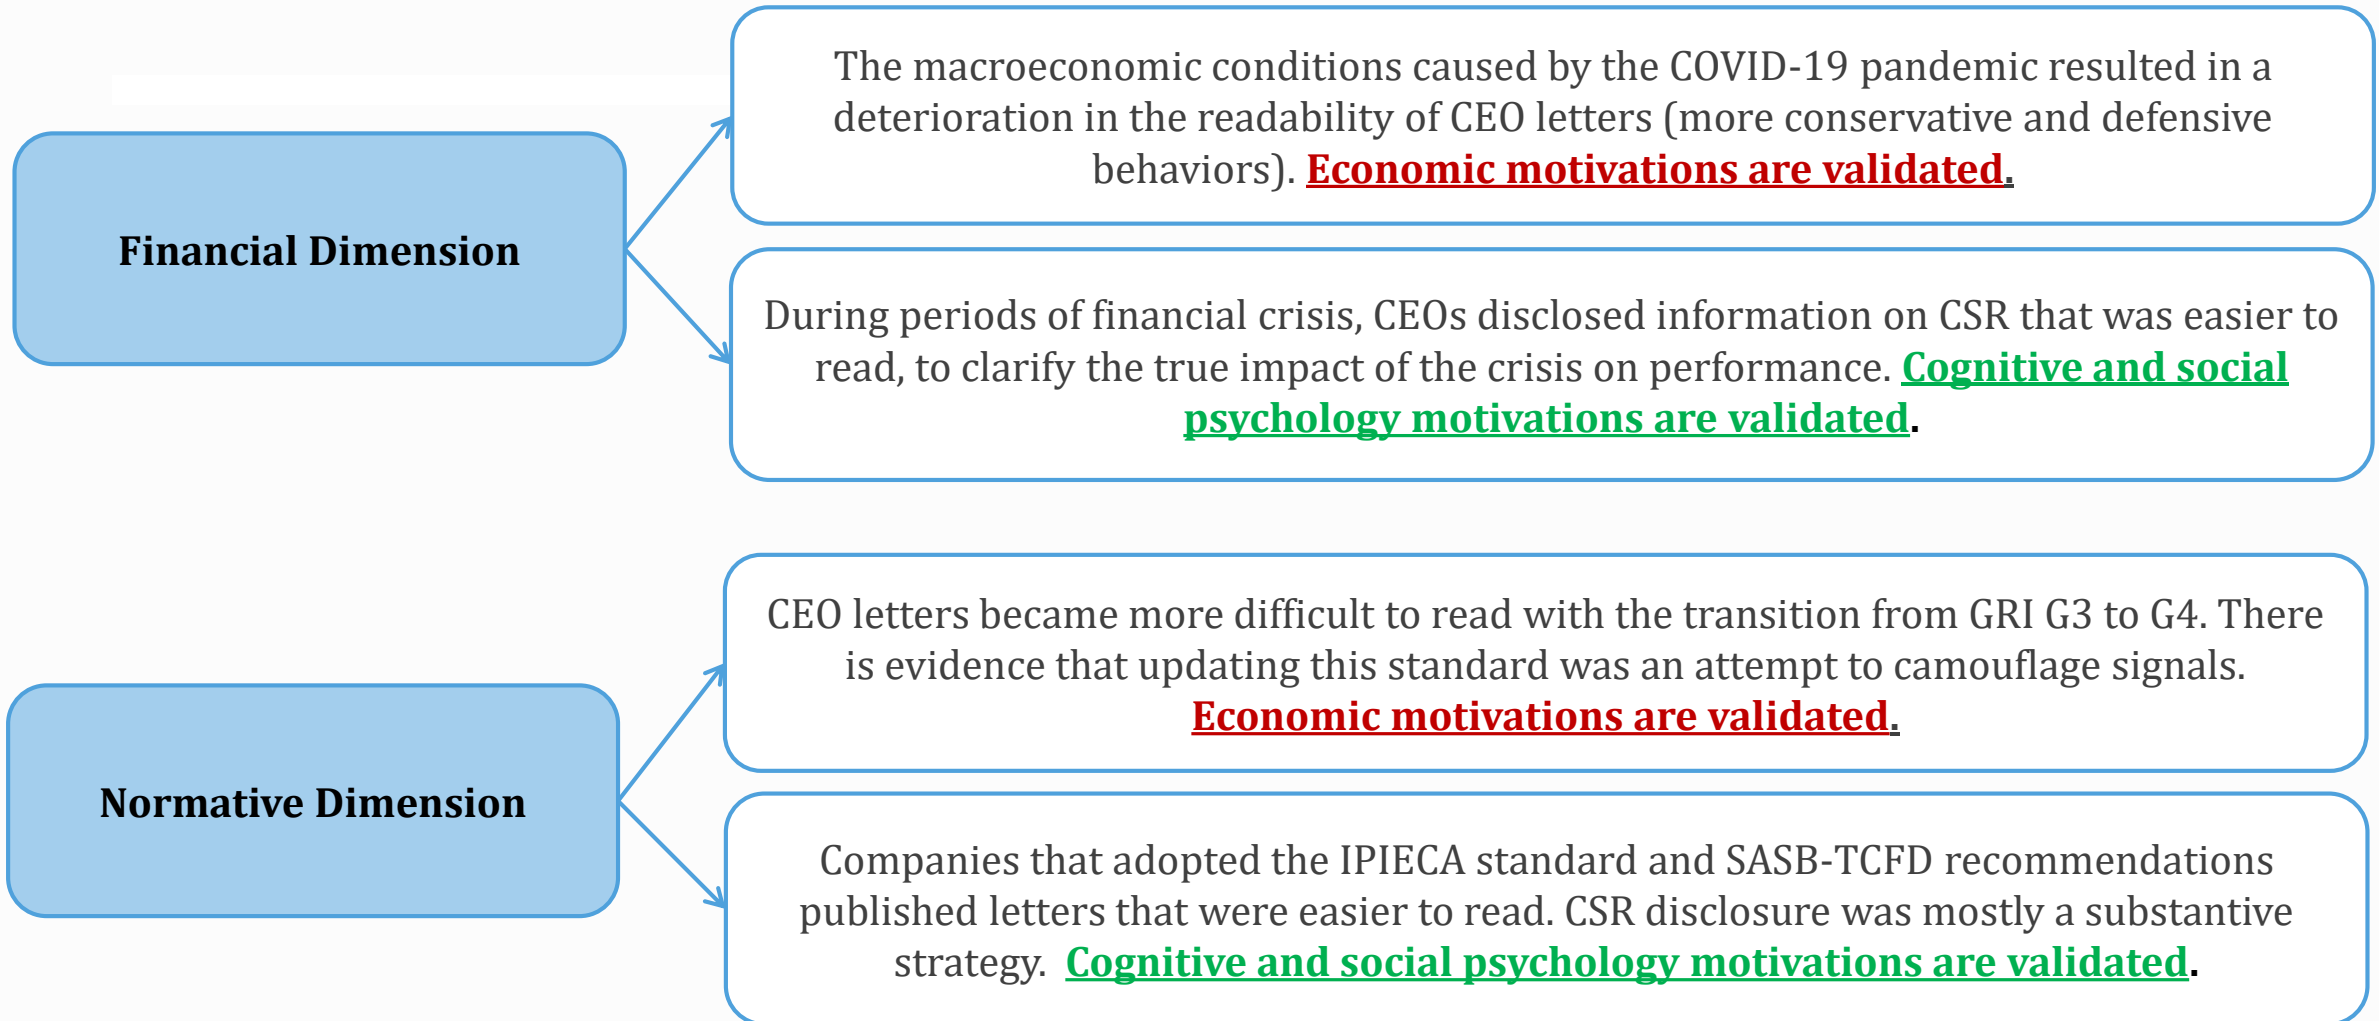 Financial Dimension
The macroeconomic conditions caused by the COVID-19 pandemic resulted in a
deterioration in the readability of CEO letters (more conservative and defensive
behaviors). Economic motivations are validated.
During periods of financial crisis, CEOs disclosed information on CSR that was easier to
read, to clarify the true impact of the crisis on performance. Cognitive and social
psychology motivations are validated.
Normative Dimension
CEO letters became more difficult to read with the transition from GRI G3 to G4. There
is evidence that updating this standard was an attempt to camouflage signals.
Economic motivations are validated.
Companies that adopted the IPIECA standard and SASB-TCFD recommendations
published letters that were easier to read. CSR disclosure was mostly a substantive
strategy. Cognitive and social psychology motivations are validated.